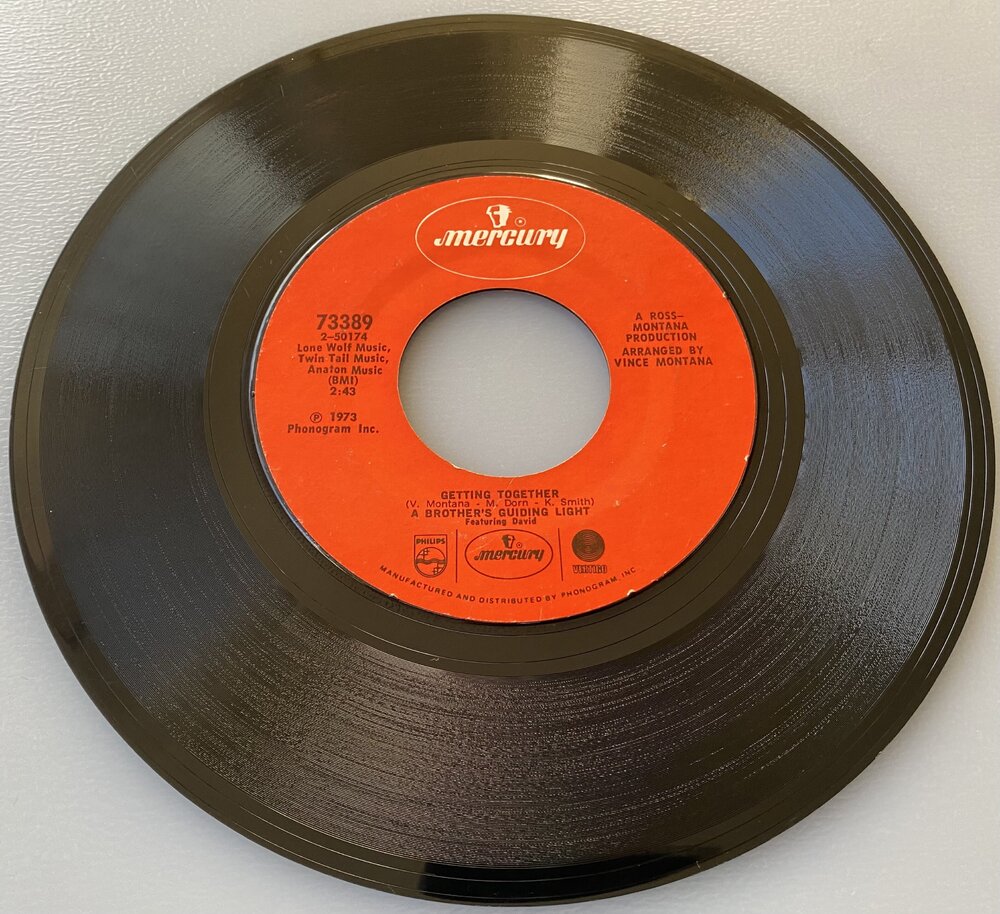 mercury
73389
2-50174
Lone Wolf Music,
Twin Tail Music,
Anaton Music
(BMI)
2:43
℗ 1973
Phonogram Inc.
A ROSS-
MONTANA
PRODUCTION
ARRANGED BY
VINCE MONTANA
GETTING TOGETHER
(V. Montana - M. Dorn - K. Smith)
A BROTHER'S GUIDING LIGHT
Featuring David
PHILIPS
mercury
VERTIGO
MANUFACTURED AND DISTRIBUTED BY PHONOGRAM, INC